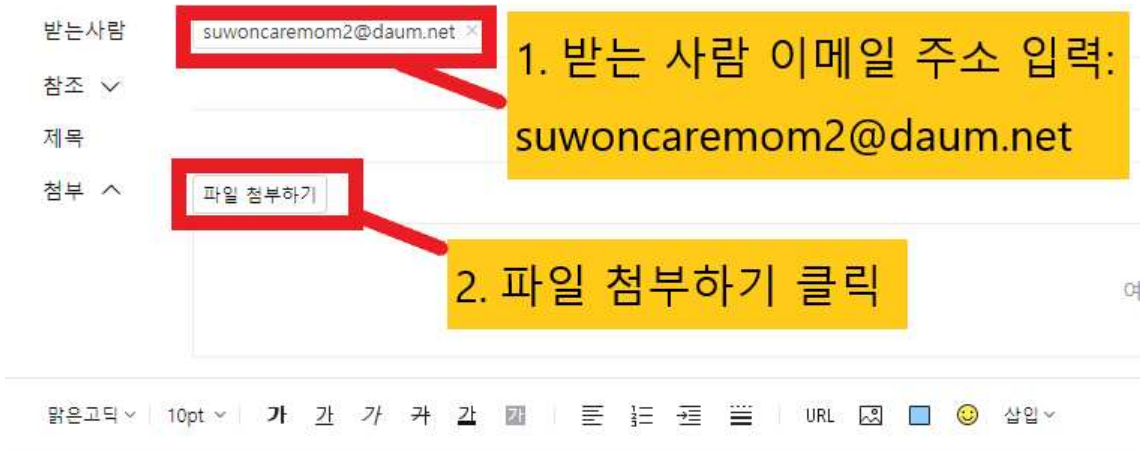 받는사람 suwoncaremom2@daum.net ×
1. 받는 사람 이메일 주소 입력:
suwoncaremom2@daum.net
참조
제목
첨부 파일 첨부하기
2. 파일 첨부하기 클릭
여
맑은고딕 10pt 가 가 가 가 가 가 URL 삽입